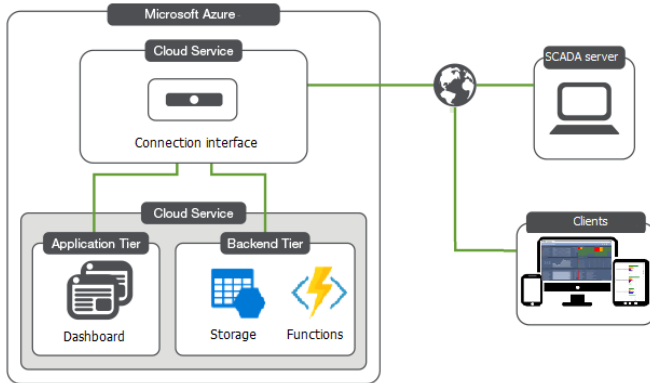 Microsoft Azure
Cloud Service
Connection interface
SCADA server
Cloud Service
Application Tier
Backend Tier
Clients
Dashboard
Storage
Functions